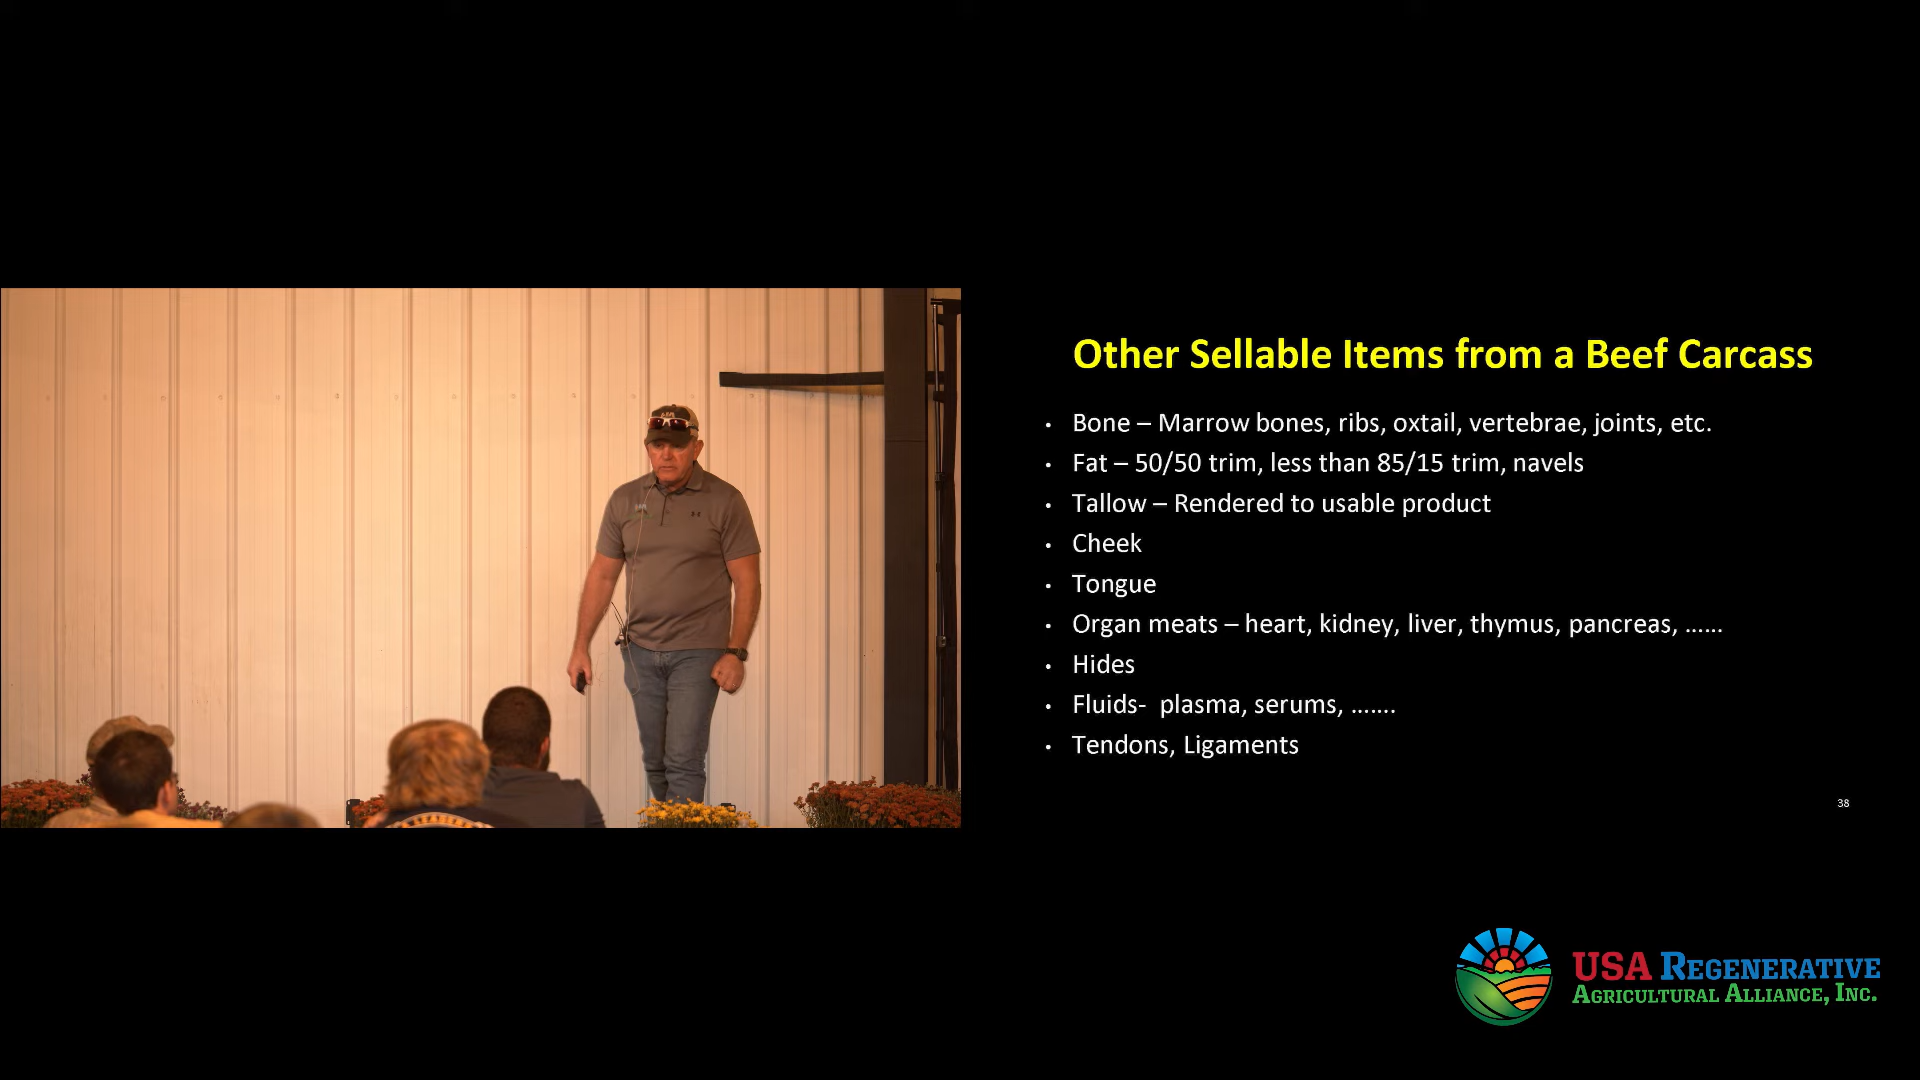 Other Sellable Items from a Beef Carcass
• Bone – Marrow bones, ribs, oxtail, vertebrae, joints, etc.
• Fat – 50/50 trim, less than 85/15 trim, navels
• Tallow – Rendered to usable product
• Cheek
• Tongue
• Organ meats – heart, kidney, liver, thymus, pancreas, ......
• Hides
• Fluids-  plasma, serums, .......
• Tendons, Ligaments
38
USA REGENERATIVE
AGRICULTURAL ALLIANCE, INC.